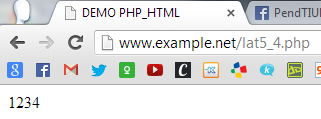 DEMO PHP_HTML
PendTIUI
www.example.net/lat5_4.php
1234